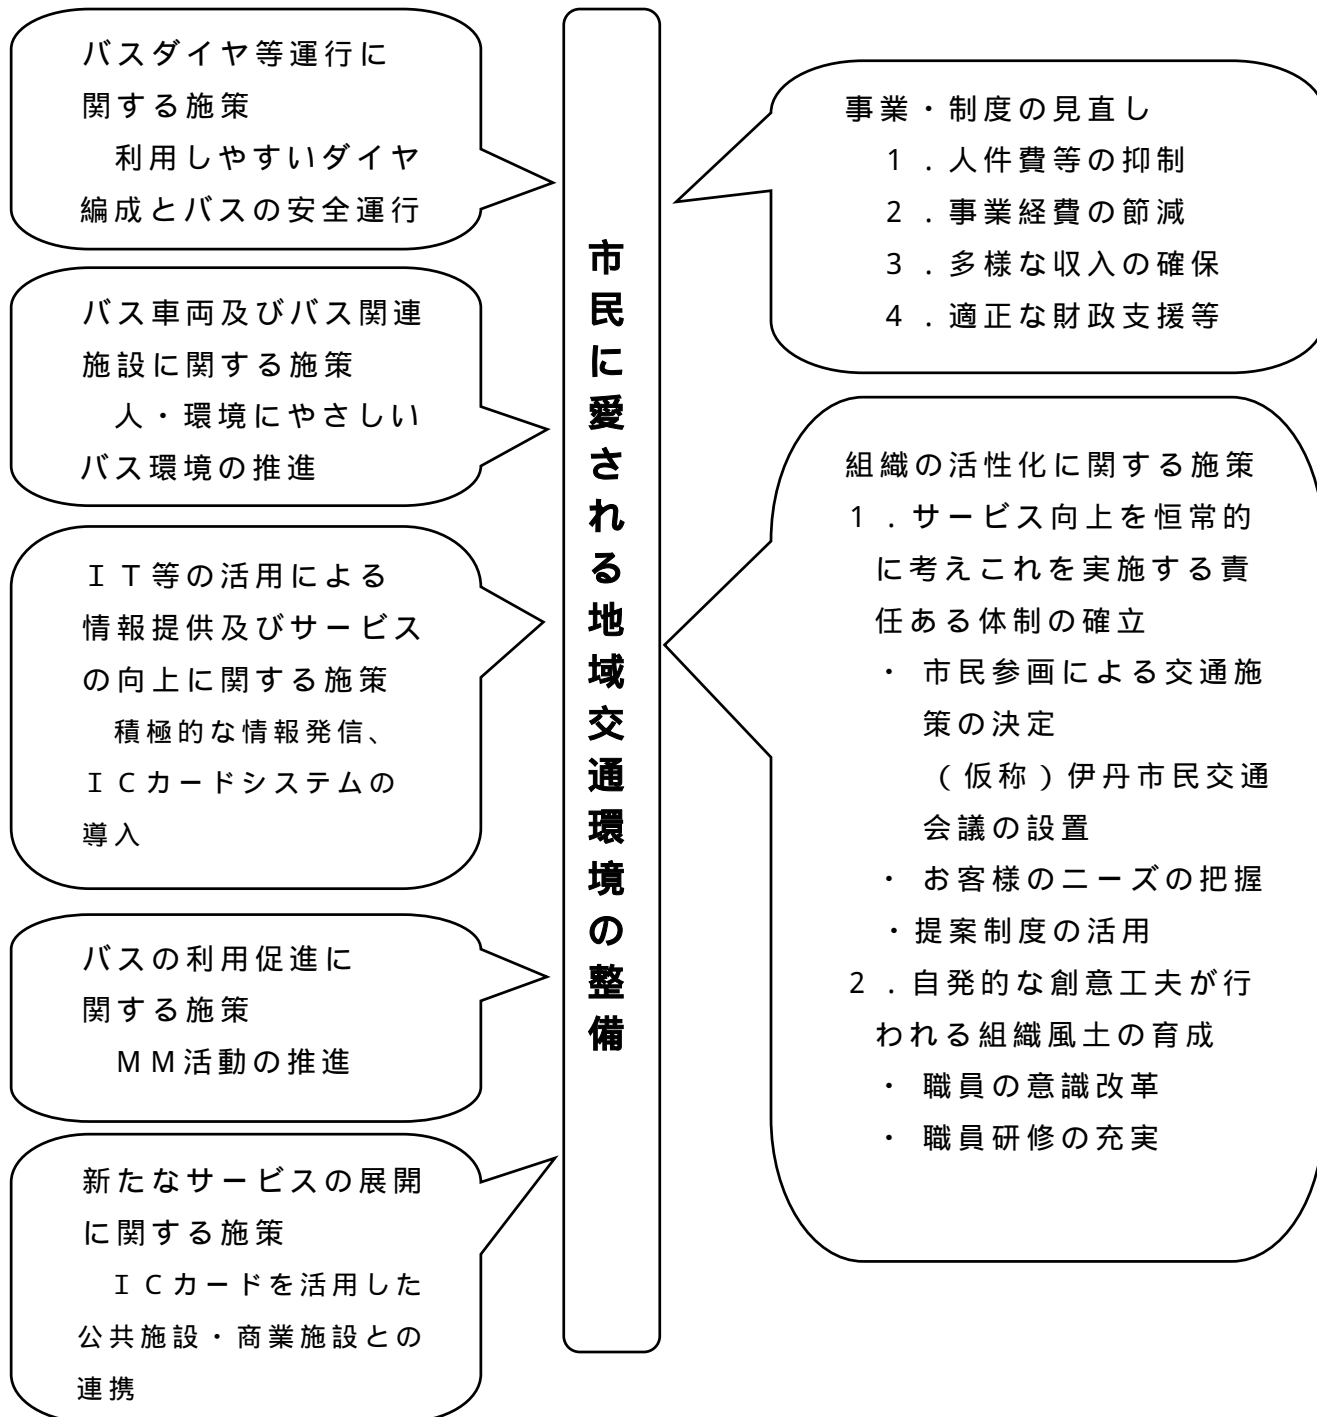 バスダイヤ等運行に
関する施策
利用しやすいダイヤ
編成とバスの安全運行
バス車両及びバス関連
施設に関する施策
人・環境にやさしい
バス環境の推進
ＩＴ等の活用による
情報提供及びサービス
の向上に関する施策
積極的な情報発信、
ＩＣカードシステムの
導入
バスの利用促進に
関する施策
ＭＭ活動の推進
新たなサービスの展開
に関する施策
ＩＣカードを活用した
公共施設・商業施設との
連携
市民に愛される地域交通環境の整備
事業・制度の見直し
１．人件費等の抑制
２．事業経費の節減
３．多様な収入の確保
４．適正な財政支援等
組織の活性化に関する施策
１．サービス向上を恒常的
に考えこれを実施する責
任ある体制の確立
・ 市民参画による交通施
策の決定
（仮称）伊丹市民交通
会議の設置
・ お客様のニーズの把握
・提案制度の活用
２．自発的な創意工夫が行
われる組織風土の育成
・ 職員の意識改革
・ 職員研修の充実